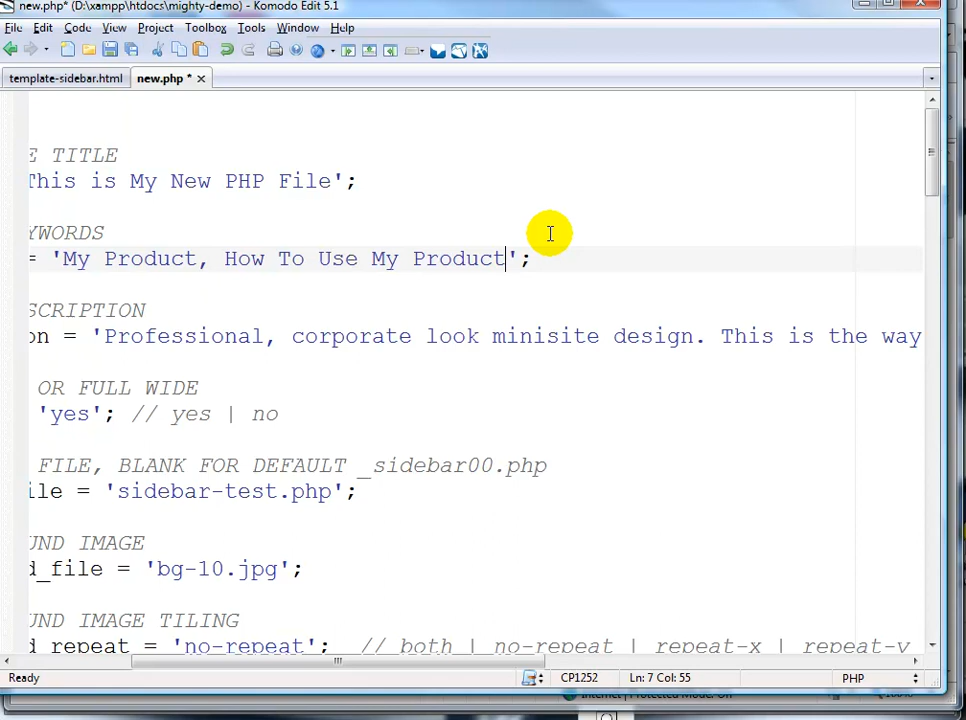 new.php* (D:\xampp\htdocs\mighty-demo) - Komodo Edit 5.1
File Edit Code View Project Toolbox Tools Window Help
template-sidebar.html new.php *
E TITLE
This is My New PHP File';
YWORDS
= 'My Product, How To Use My Product';
SCRIPTION
on = 'Professional, corporate look minisite design. This is the way
OR FULL WIDE
'yes'; // yes | no
FILE, BLANK FOR DEFAULT _sidebar00.php
ile = 'sidebar-test.php';
UND IMAGE
d_file = 'bg-10.jpg';
UND IMAGE TILING
d_repeat = 'no-repeat'; // both | no-repeat | repeat-x | repeat-y
Ready CP1252 Ln: 7 Col: 55 PHP
Internet | Protected Mode: On